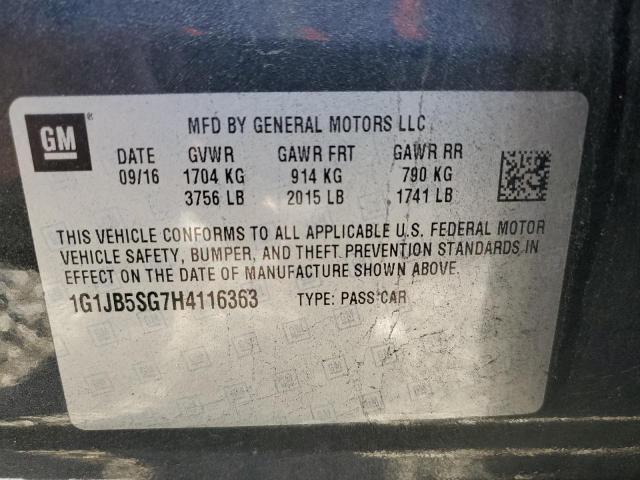 GM®
MFD BY GENERAL MOTORS LLC
DATE GVWR GAWR FRT GAWR RR
09/16 1704 KG 914 KG 790 KG
3756 LB 2015 LB 1741 LB
THIS VEHICLE CONFORMS TO ALL APPLICABLE U.S. FEDERAL MOTOR
VEHICLE SAFETY, BUMPER, AND THEFT PREVENTION STANDARDS IN
EFFECT ON THE DATE OF MANUFACTURE SHOWN ABOVE.
1G1JB5SG7H4116363 TYPE: PASS CAR